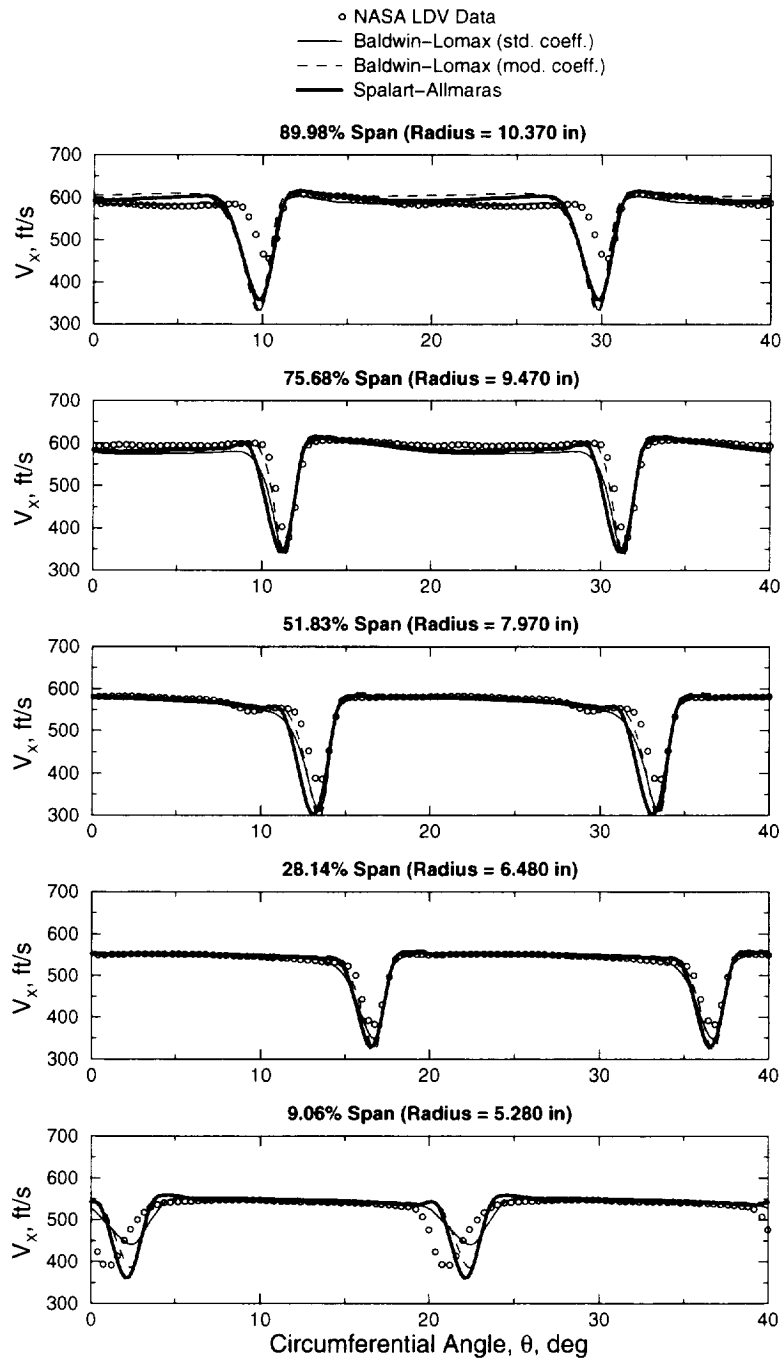 NASA LDV Data
Baldwin–Lomax (std. coeff.)
Baldwin–Lomax (mod. coeff.)
Spalart–Allmaras
89.98% Span (Radius = 10.370 in)
700
600
500
400
300
Vx, ft/s
0 10 20 30 40
75.68% Span (Radius = 9.470 in)
700
600
500
400
300
Vx, ft/s
0 10 20 30 40
51.83% Span (Radius = 7.970 in)
700
600
500
400
300
Vx, ft/s
0 10 20 30 40
28.14% Span (Radius = 6.480 in)
700
600
500
400
300
Vx, ft/s
0 10 20 30 40
9.06% Span (Radius = 5.280 in)
700
600
500
400
300
Vx, ft/s
0 10 20 30 40
Circumferential Angle, θ, deg